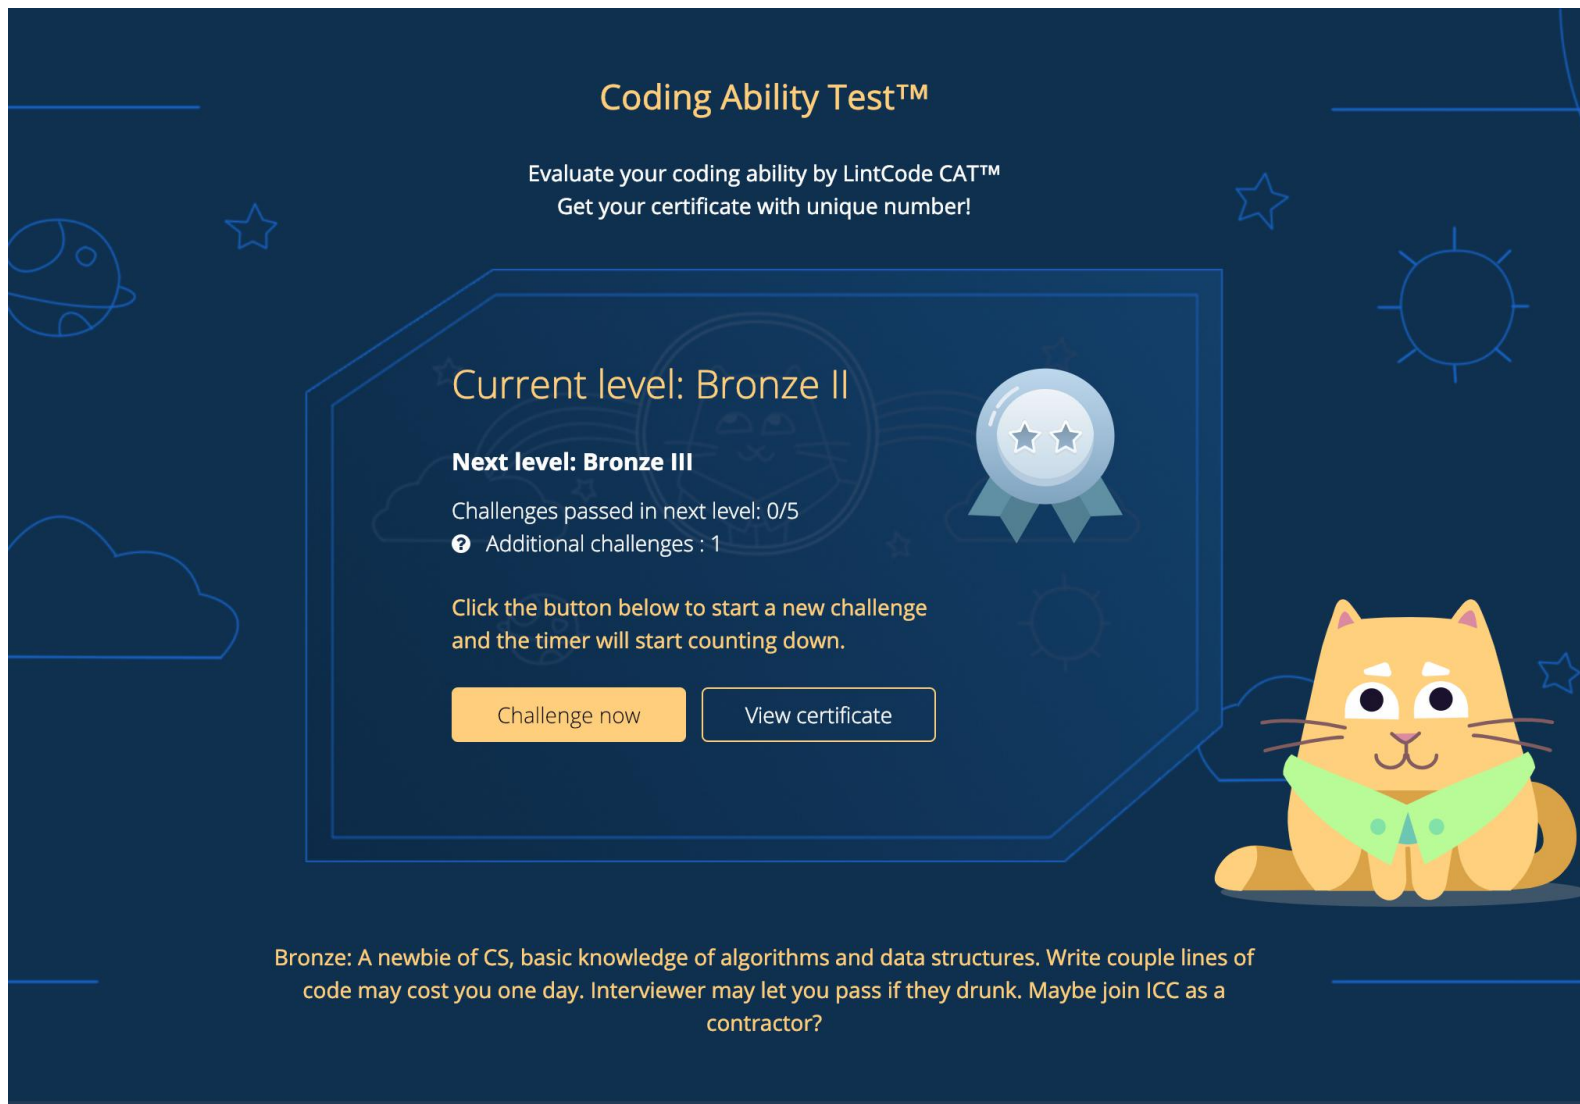 Coding Ability Test™
Evaluate your coding ability by LintCode CAT™
Get your certificate with unique number!
Current level: Bronze II
Next level: Bronze III
Challenges passed in next level: 0/5
? Additional challenges : 1
Click the button below to start a new challenge
and the timer will start counting down.
Challenge now
View certificate
Bronze: A newbie of CS, basic knowledge of algorithms and data structures. Write couple lines of
code may cost you one day. Interviewer may let you pass if they drunk. Maybe join ICC as a
contractor?